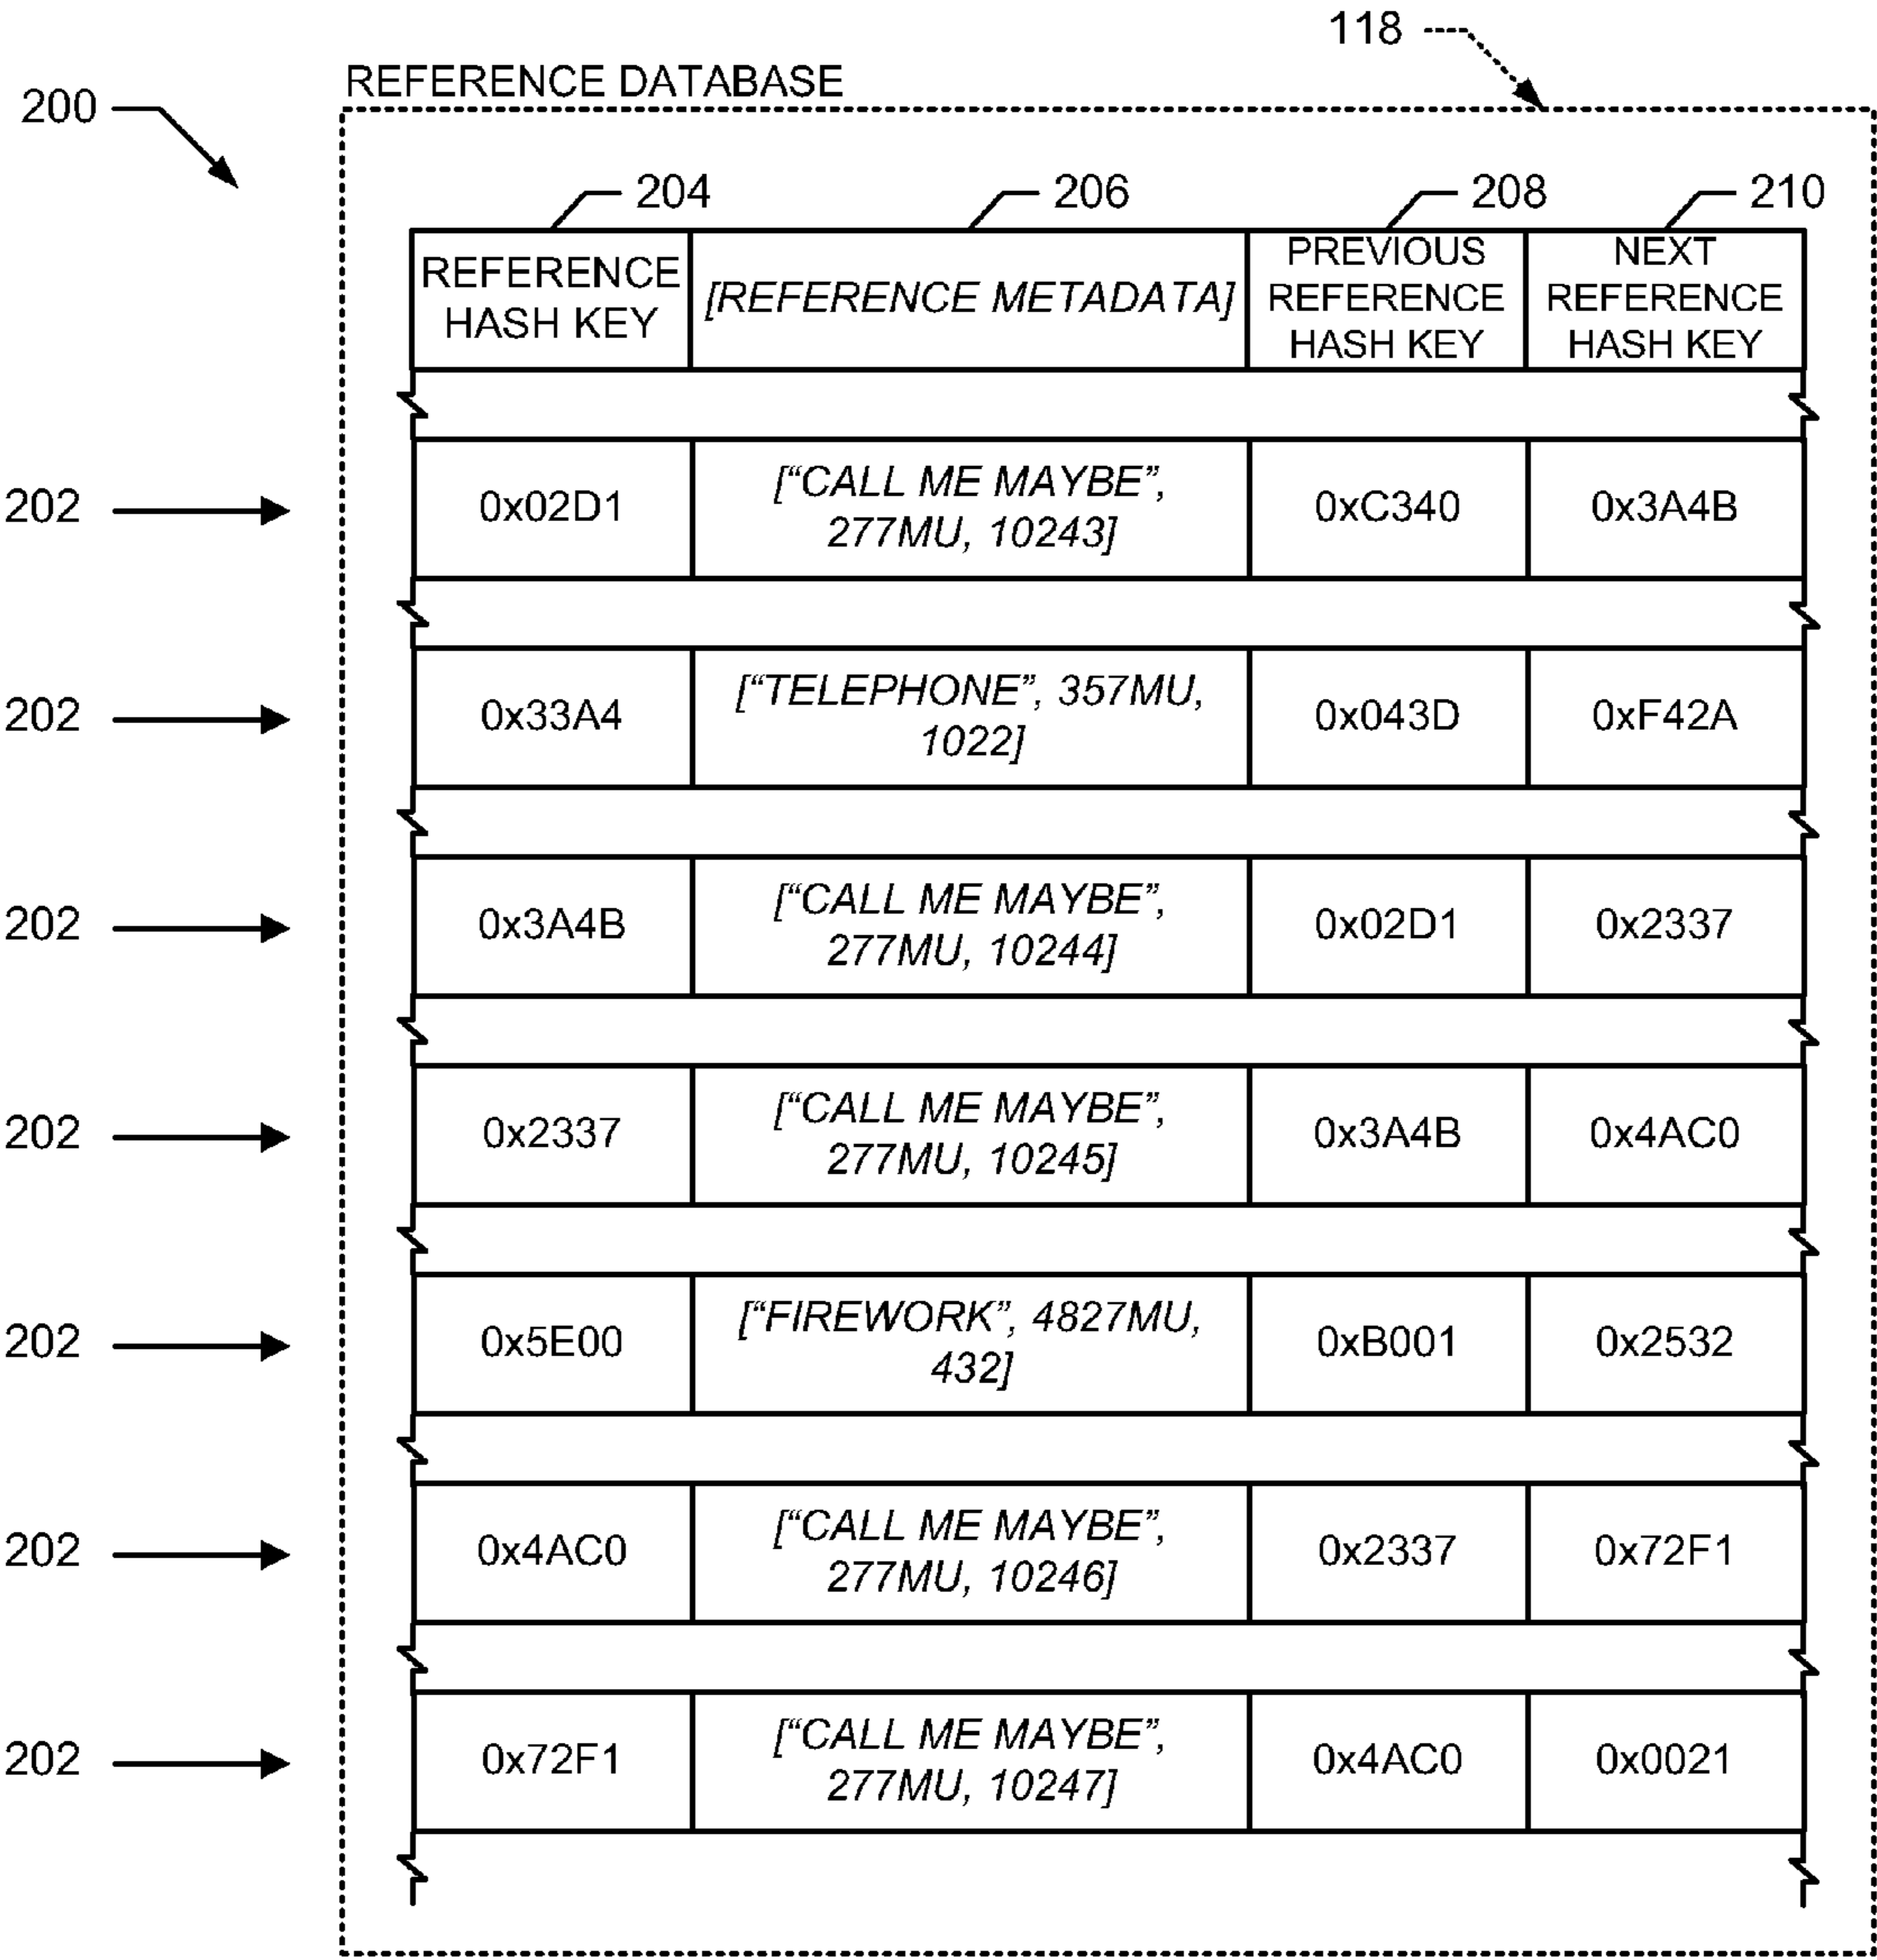 118
REFERENCE DATABASE
200
204
206
208
210
REFERENCE
HASH KEY
[REFERENCE METADATA]
PREVIOUS
REFERENCE
HASH KEY
NEXT
REFERENCE
HASH KEY
202
0x02D1
[“CALL ME MAYBE”,
277MU, 10243]
0xC340
0x3A4B
202
0x33A4
[“TELEPHONE”, 357MU,
1022]
0x043D
0xF42A
202
0x3A4B
[“CALL ME MAYBE”,
277MU, 10244]
0x02D1
0x2337
202
0x2337
[“CALL ME MAYBE”,
277MU, 10245]
0x3A4B
0x4AC0
202
0x5E00
[“FIREWORK”, 4827MU,
432]
0xB001
0x2532
202
0x4AC0
[“CALL ME MAYBE”,
277MU, 10246]
0x2337
0x72F1
202
0x72F1
[“CALL ME MAYBE”,
277MU, 10247]
0x4AC0
0x0021